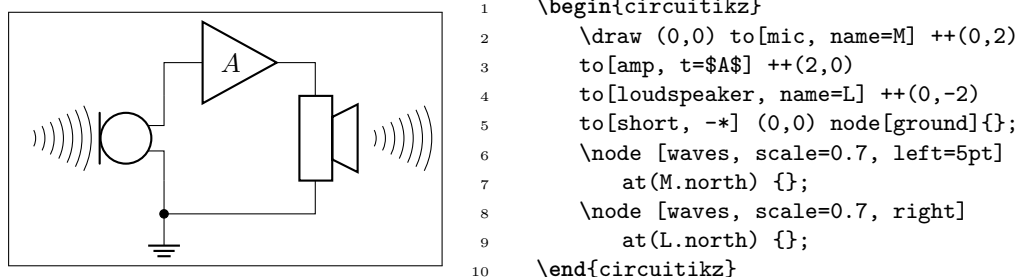 A
1 \begin{circuitikz}
2 \draw (0,0) to[mic, name=M] ++(0,2)
3 to[amp, t=$A$] ++(2,0)
4 to[loudspeaker, name=L] ++(0,-2)
5 to[short, -*] (0,0) node[ground]{};
6 \node [waves, scale=0.7, left=5pt]
7 at(M.north) {};
8 \node [waves, scale=0.7, right]
9 at(L.north) {};
10 \end{circuitikz}